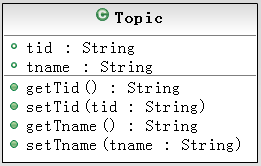 C Topic
tid : String
tname : String
getTid() : String
setTid(tid : String)
getTname() : String
setTname(tname : String)